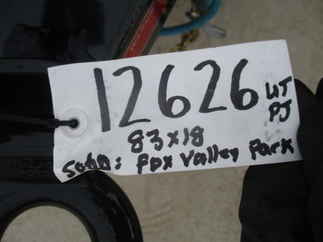 12626 UT
PJ
83x18
Sold: Fox Valley Park